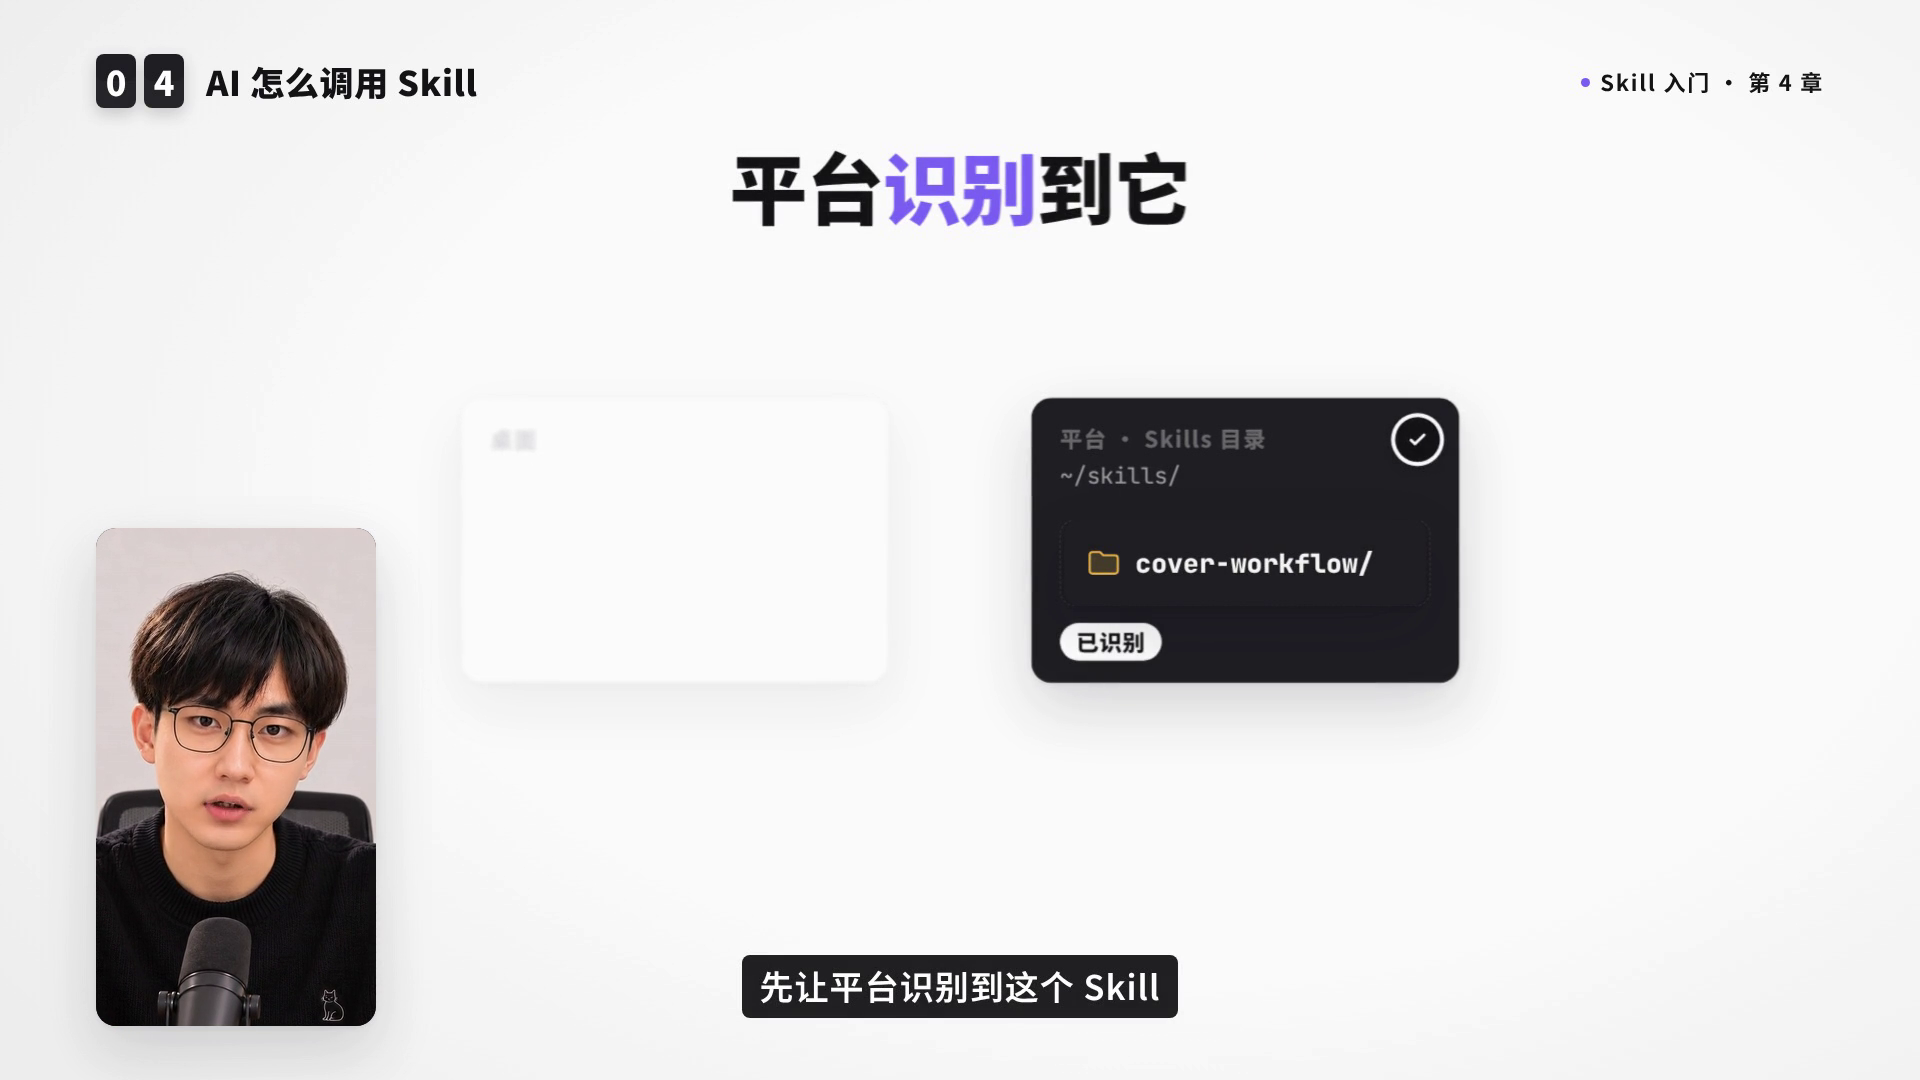 04 AI 怎么调用 Skill
Skill 入门 · 第 4 章
平台识别到它
平台 · Skills 目录
~/skills/
cover-workflow/
已识别
先让平台识别到这个 Skill